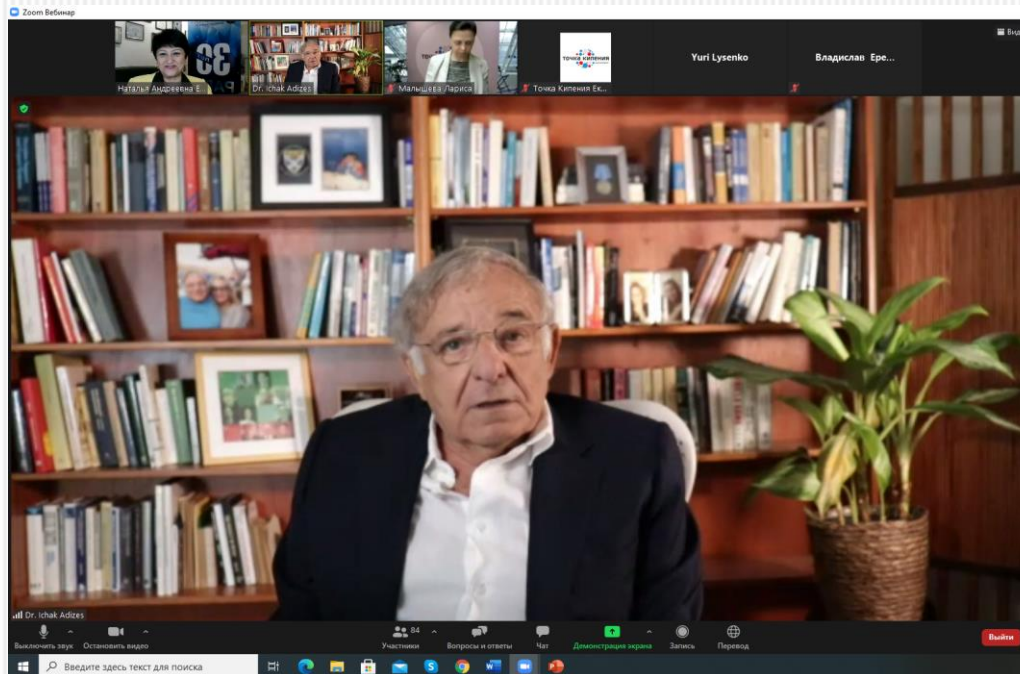 Zoom Вебинар
Вид
Наталья Андреевна Е...
Dr. Ichak Adizes
Малышева Лариса
точка кипения
Точка Кипения Ек...
Yuri Lysenko
Владислав Ере...
Dr. Ichak Adizes
Выключить звук
Остановить видео
Участники
84
Вопросы и ответы
Чат
Демонстрация экрана
Запись
Перевод
Выйти
Введите здесь текст для поиска